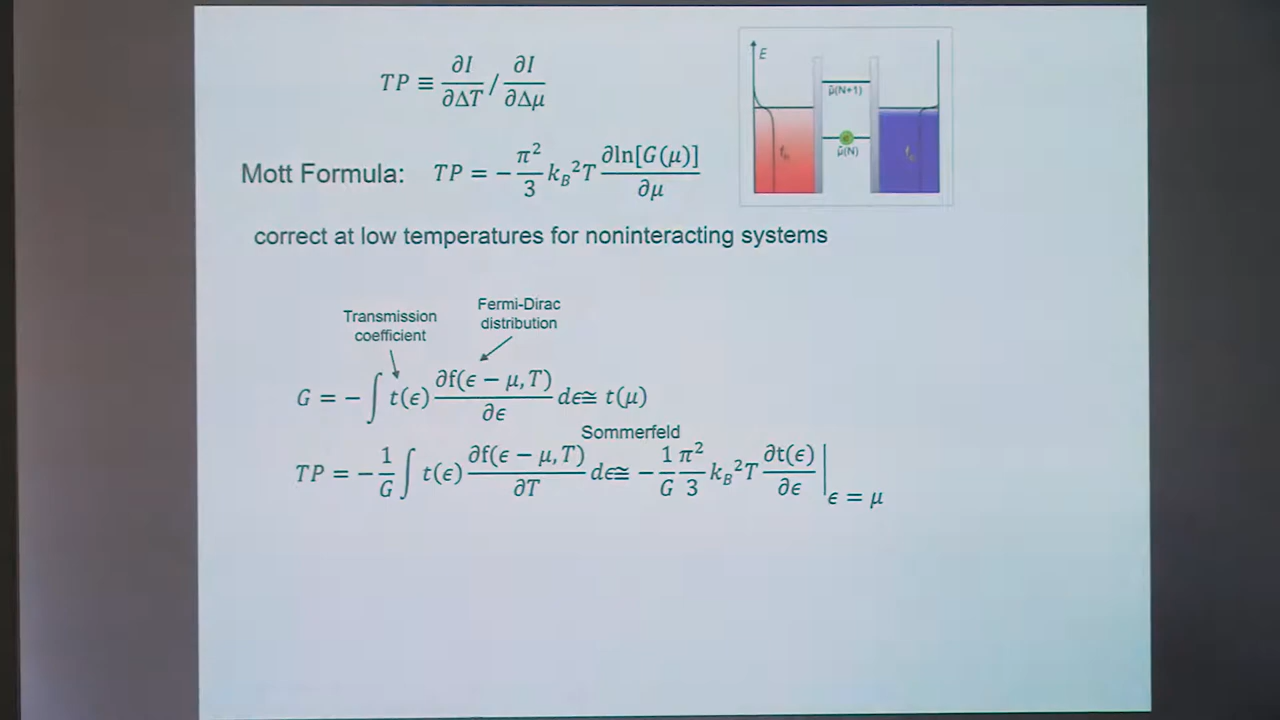 TP ≡ ∂I/∂ΔT / ∂I/∂Δμ
E
μ̃(N+1)
μ̃(N)
Mott Formula: TP = − π²/3 k_B²T ∂ln[G(μ)]/∂μ
correct at low temperatures for noninteracting systems
Transmission coefficient
Fermi-Dirac distribution
G = − ∫ t(ϵ) ∂f(ϵ − μ, T)/∂ϵ dϵ ≅ t(μ)
Sommerfeld
TP = − 1/G ∫ t(ϵ) ∂f(ϵ − μ, T)/∂T dϵ ≅ − 1/G π²/3 k_B²T ∂t(ϵ)/∂ϵ |ϵ = μ